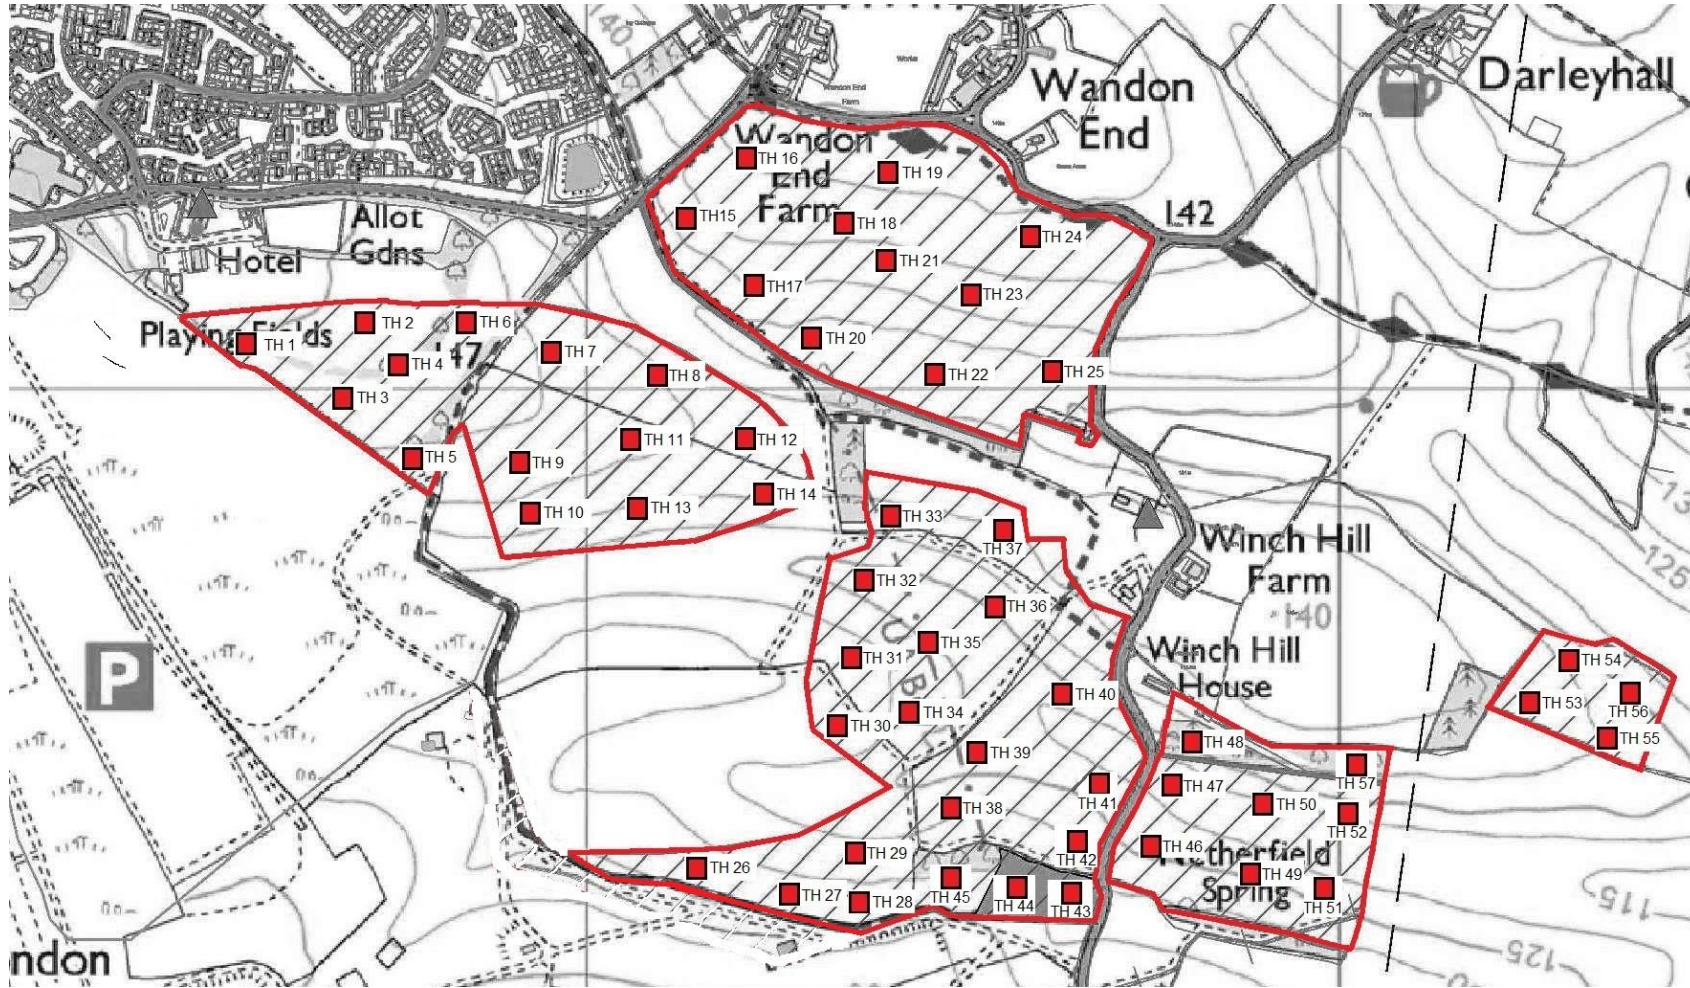 140
Works
Wandon End
Farm
Wandon
End
Darleyhall
Wandon
End
Farm
TH 16
TH 19
TH15
TH 18
142
Allot
Gdns
Hotel
TH 24
TH 21
TH17
TH 23
Playing Fields
TH 1
TH 2
TH 6
TH 4
147
TH 7
TH 20
TH 3
TH 8
TH 22
TH 25
TH 5
TH 9
TH 11
TH 12
TH 10
TH 13
TH 14
TH 33
TH 37
Winch Hill
Farm
140
125
TH 32
TH 36
TH 35
TH 31
Winch Hill
House
TH 54
TH 53
TH 56
TH 55
P
TH 40
TH 34
TH 30
TH 39
TH 48
TH 57
TH 47
TH 50
TH 52
TH 41
TH 38
TH 42
TH 46
Netherfield
Spring
TH 49
TH 51
TH 29
TH 26
TH 27
TH 28
TH 45
TH 44
TH 43
115
125
ndon